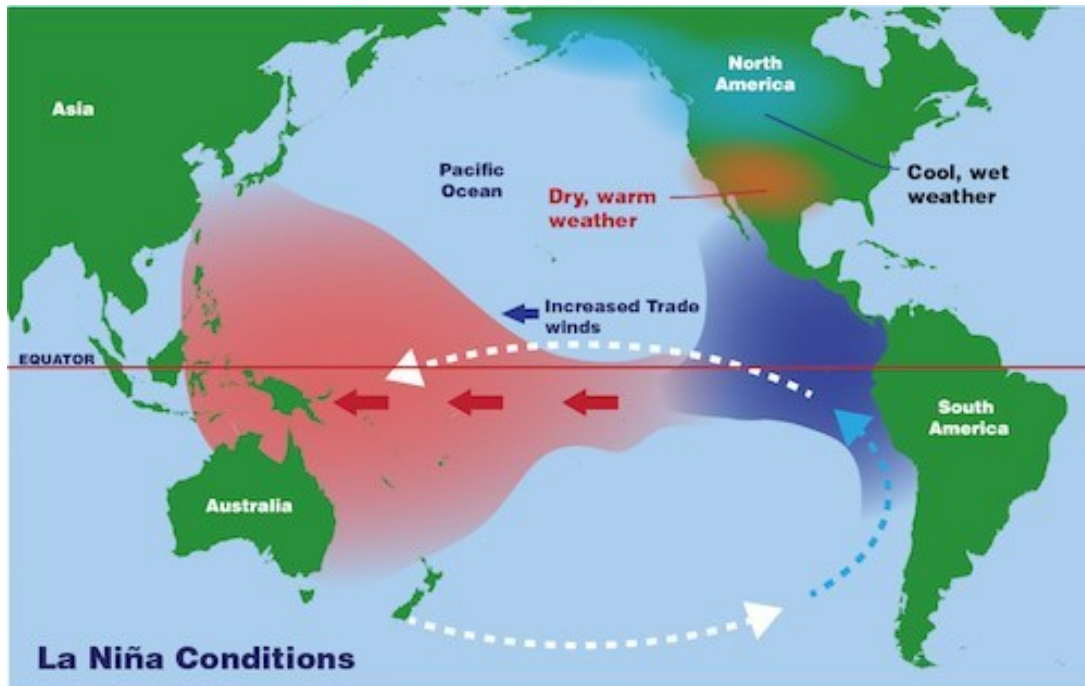 North
America
Asia
Pacific
Ocean
Cool, wet
weather
Dry, warm
weather
Increased Trade
winds
EQUATOR
South
America
Australia
La Niña Conditions